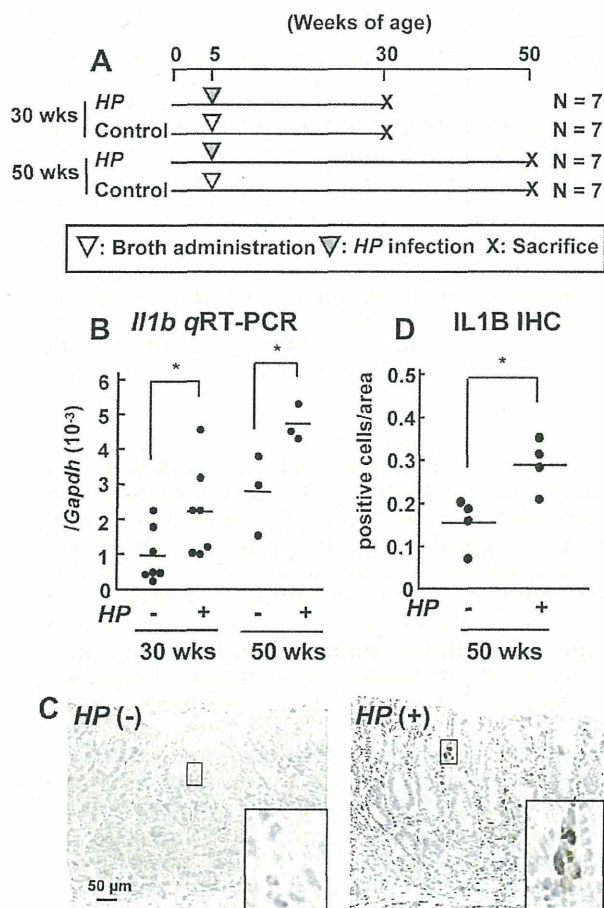 (Weeks of age)
A
0 5 30 50
30 wks
HP X N = 7
Control X N = 7
50 wks
HP X N = 7
Control X N = 7
▽: Broth administration ▽: HP infection X: Sacrifice
B Il1b qRT-PCR
/Gapdh (10⁻³)
6
5
4
3
2
1
0
* *
HP - + - +
30 wks 50 wks
D IL1B IHC
positive cells/area
0.5
0.4
0.3
0.2
0.1
0
*
HP - +
50 wks
C HP (-) HP (+)
50 µm